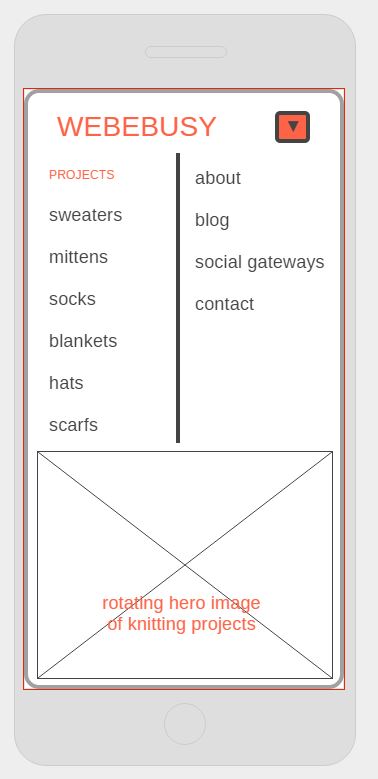 WEBEBUSY
▼
PROJECTS
sweaters
mittens
socks
blankets
hats
scarfs
about
blog
social gateways
contact
rotating hero image
of knitting projects